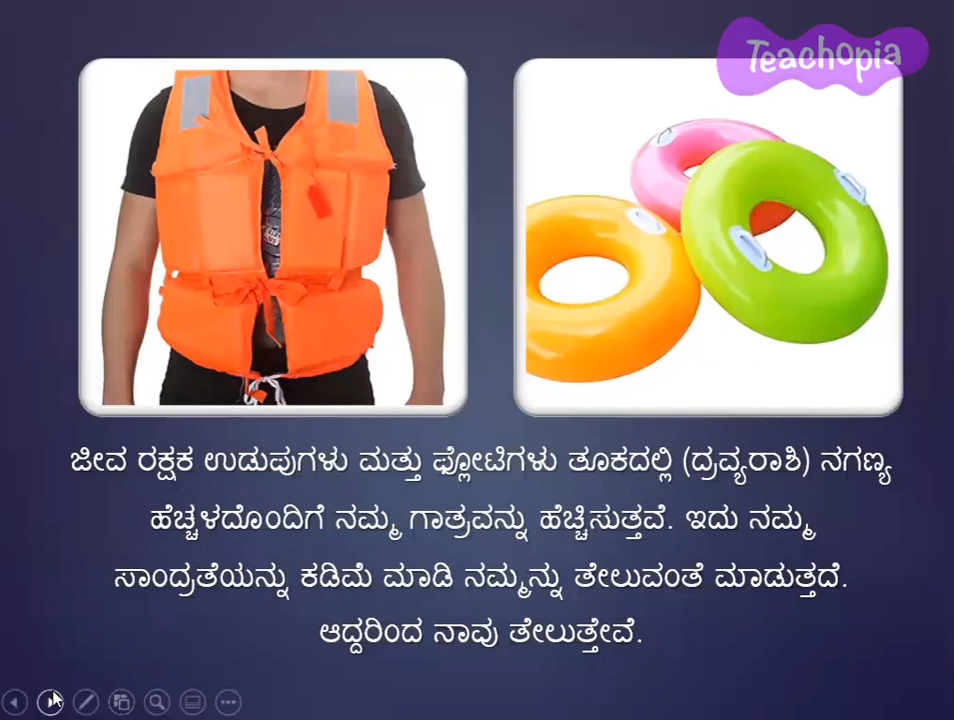 Teachopia
ಜೀವ ರಕ್ಷಕ ಉಡುಪುಗಳು ಮತ್ತು ಫ್ಲೋಟಿಗಳು ತೂಕದಲ್ಲಿ (ದ್ರವ್ಯರಾಶಿ) ನಗಣ್ಯ
ಹೆಚ್ಚಳದೊಂದಿಗೆ ನಮ್ಮ ಗಾತ್ರವನ್ನು ಹೆಚ್ಚಿಸುತ್ತವೆ. ಇದು ನಮ್ಮ
ಸಾಂದ್ರತೆಯನ್ನು ಕಡಿಮೆ ಮಾಡಿ ನಮ್ಮನ್ನು ತೇಲುವಂತೆ ಮಾಡುತ್ತದೆ.
ಆದ್ದರಿಂದ ನಾವು ತೇಲುತ್ತೇವೆ.